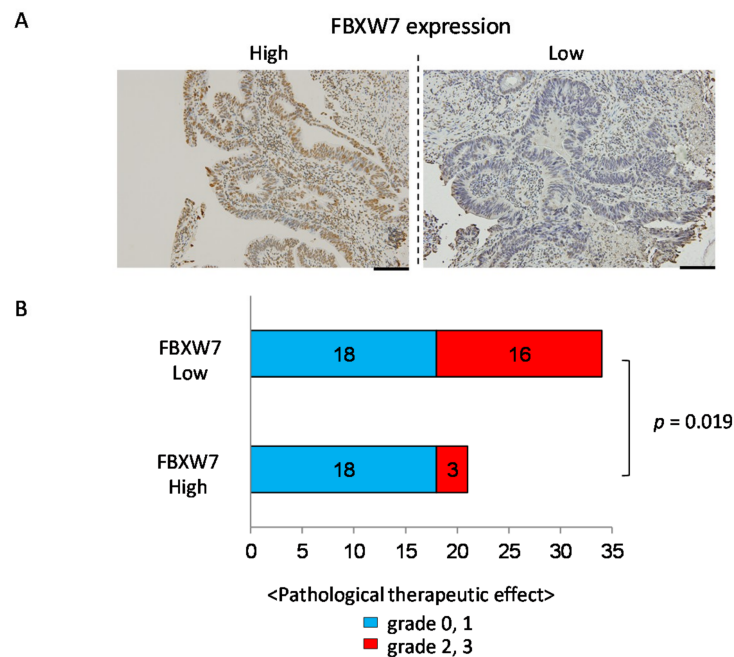 A
FBXW7 expression
High
Low
B
FBXW7
Low
18
16
p = 0.019
FBXW7
High
18
3
0 5 10 15 20 25 30 35
<Pathological therapeutic effect>
grade 0, 1
grade 2, 3